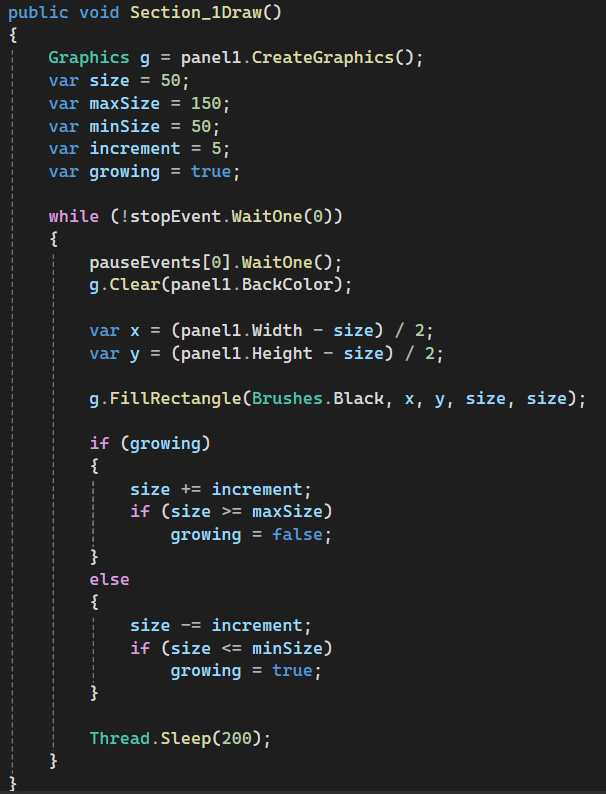 public void Section_1Draw()
{
    Graphics g = panel1.CreateGraphics();
    var size = 50;
    var maxSize = 150;
    var minSize = 50;
    var increment = 5;
    var growing = true;

    while (!stopEvent.WaitOne(0))
    {
        pauseEvents[0].WaitOne();
        g.Clear(panel1.BackColor);

        var x = (panel1.Width - size) / 2;
        var y = (panel1.Height - size) / 2;

        g.FillRectangle(Brushes.Black, x, y, size, size);

        if (growing)
        {
            size += increment;
            if (size >= maxSize)
                growing = false;
        }
        else
        {
            size -= increment;
            if (size <= minSize)
                growing = true;
        }

        Thread.Sleep(200);
    }
}